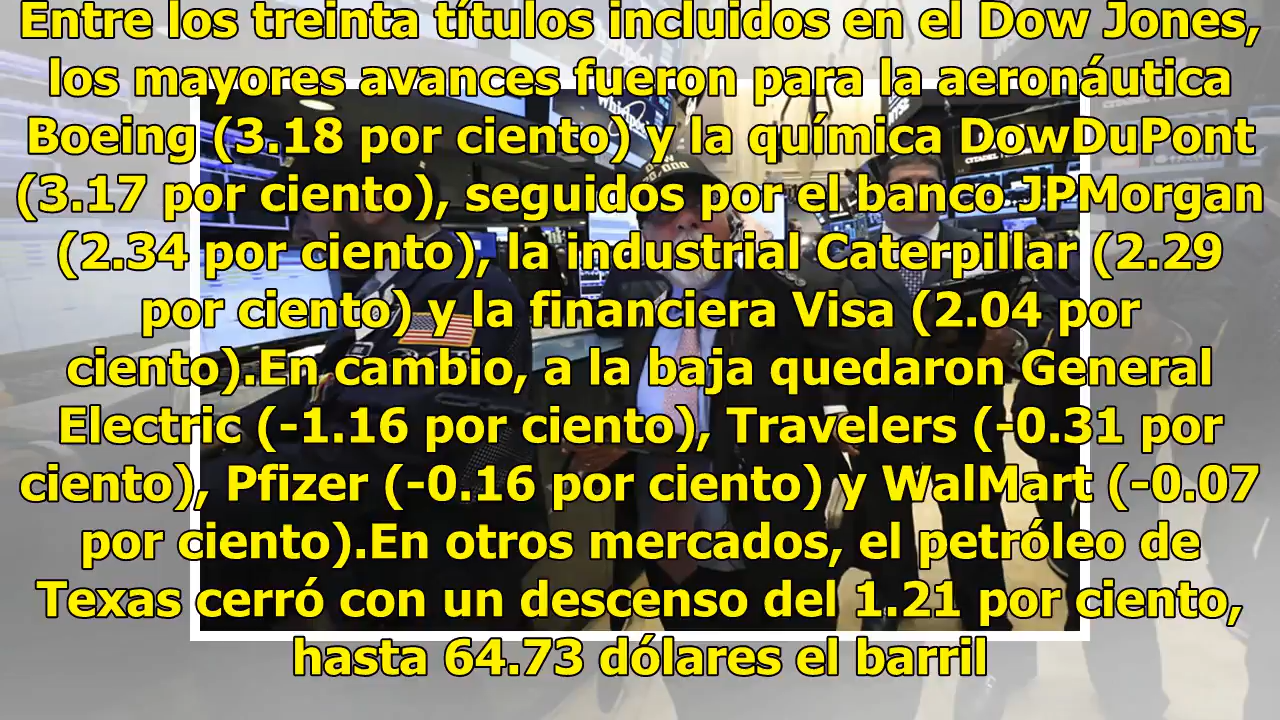 Entre los treinta títulos incluidos en el Dow Jones,
los mayores avances fueron para la aeronáutica
Boeing (3.18 por ciento) y la química DowDuPont
(3.17 por ciento), seguidos por el banco JPMorgan
(2.34 por ciento), la industrial Caterpillar (2.29
por ciento) y la financiera Visa (2.04 por
ciento).En cambio, a la baja quedaron General
Electric (-1.16 por ciento), Travelers (-0.31 por
ciento), Pfizer (-0.16 por ciento) y WalMart (-0.07
por ciento).En otros mercados, el petróleo de
Texas cerró con un descenso del 1.21 por ciento,
hasta 64.73 dólares el barril
Whirlpool